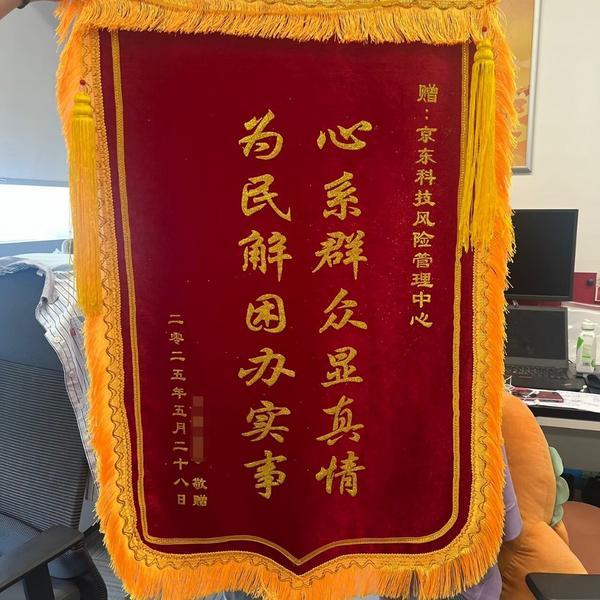 赠：京东科技风险管理中心
心系群众显真情
为民解困办实事
敬赠
二零二五年五月二十八日